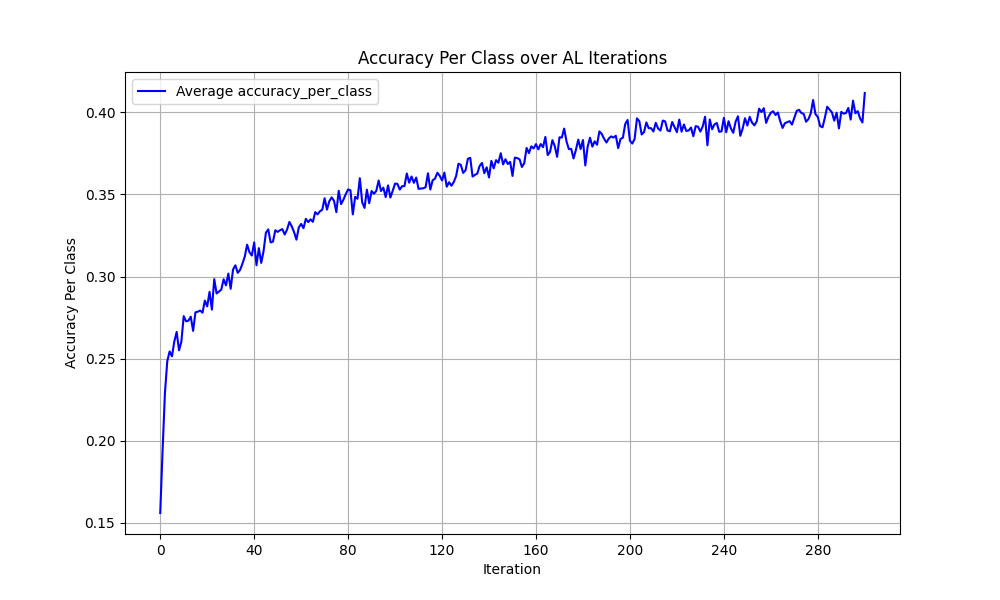 Accuracy Per Class over AL Iterations
Average accuracy_per_class
Accuracy Per Class
0.40
0.35
0.30
0.25
0.20
0.15
0 40 80 120 160 200 240 280
Iteration